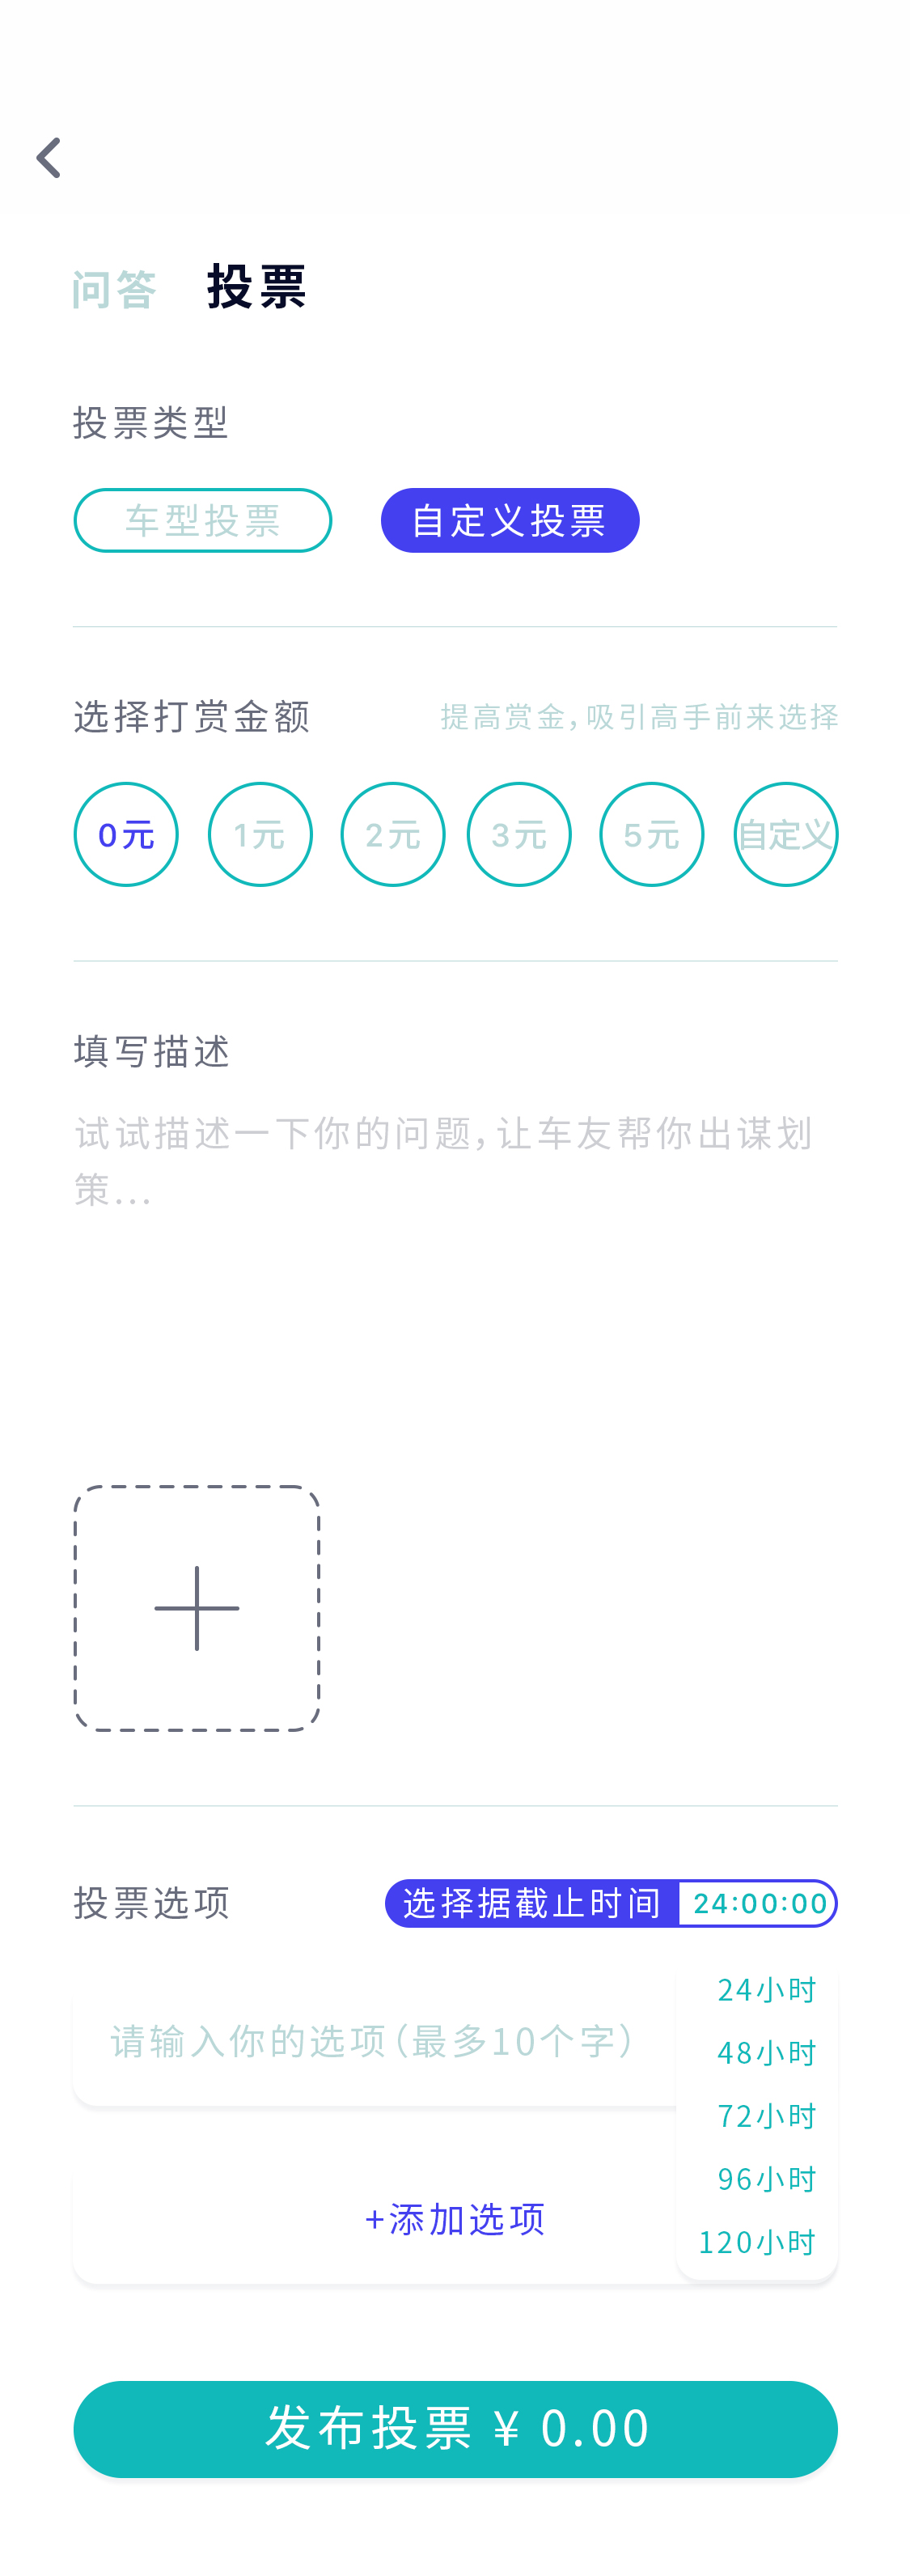 问答 投票
投票类型
车型投票 自定义投票
选择打赏金额 提高赏金，吸引高手前来选择
0元 1元 2元 3元 5元 自定义
填写描述
试试描述一下你的问题，让车友帮你出谋划
策...
投票选项 选择据截止时间 24:00:00
24小时
请输入你的选项（最多10个字）
48小时
72小时
96小时
+添加选项
120小时
发布投票 ¥ 0.00